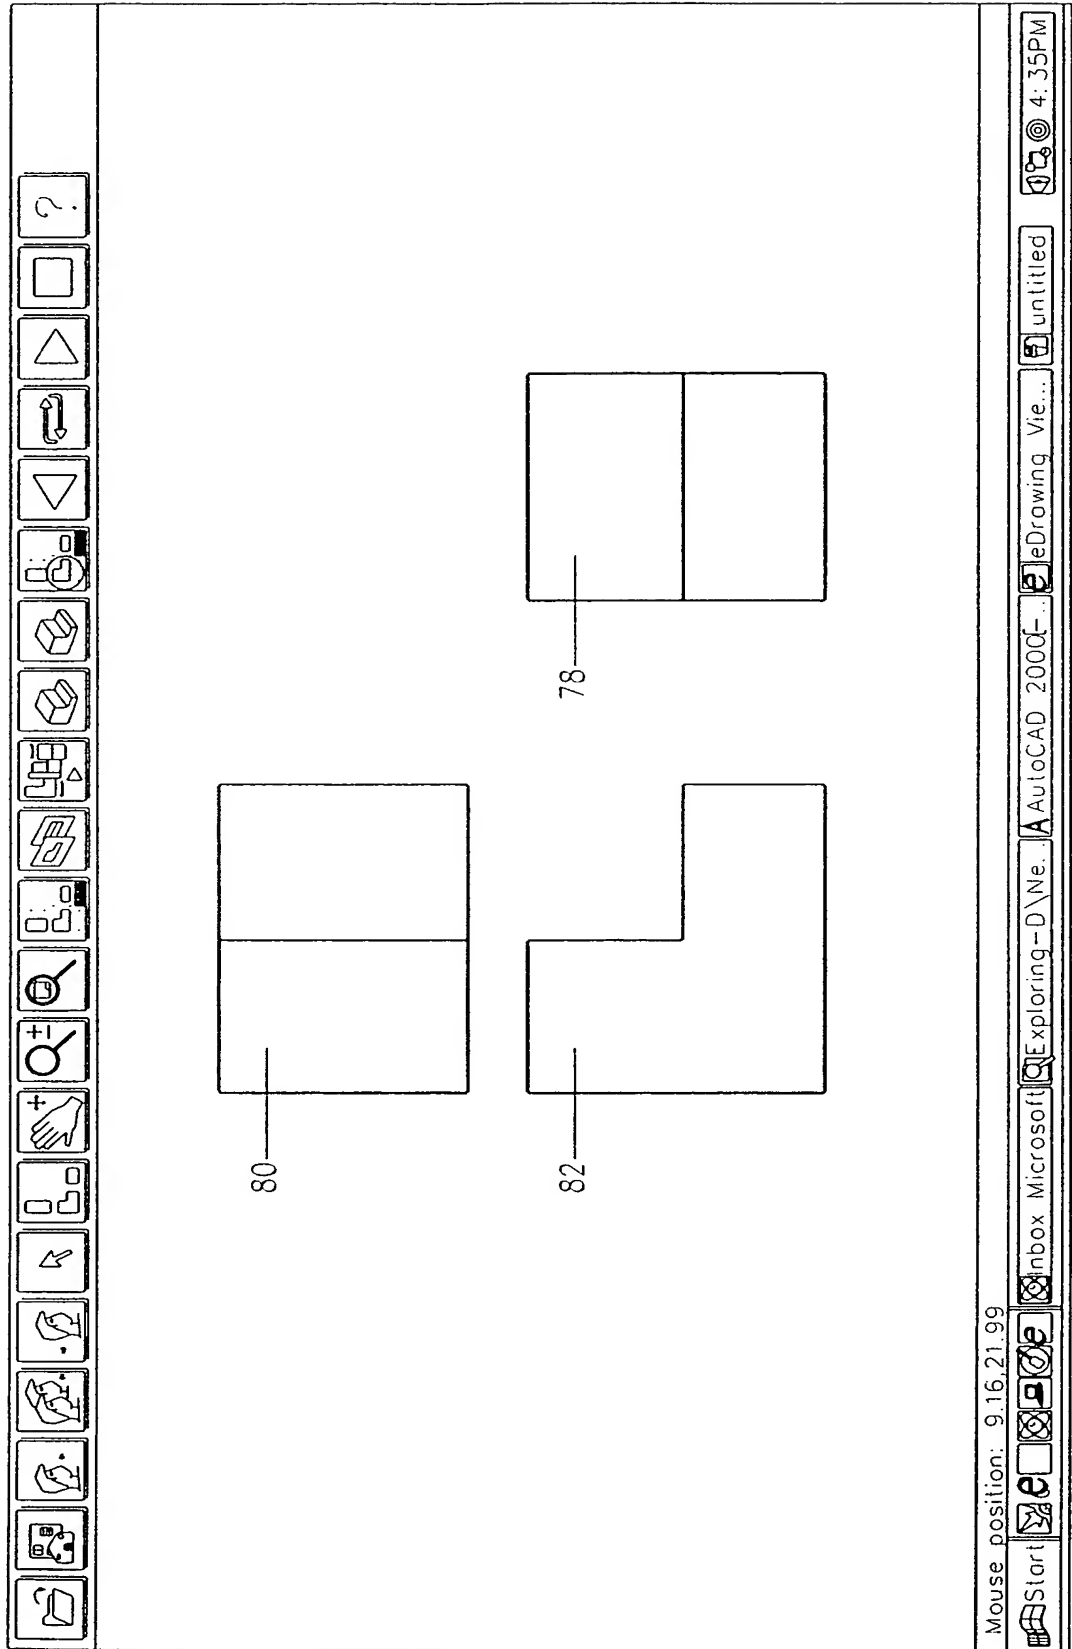 ?
80
82
78
Mouse position: 9.16,21.99
Start
Inbox Microsoft
Exploring-D\Ne..
AutoCAD 2000[-..
eDrawing Vie...
untitled
4:35PM